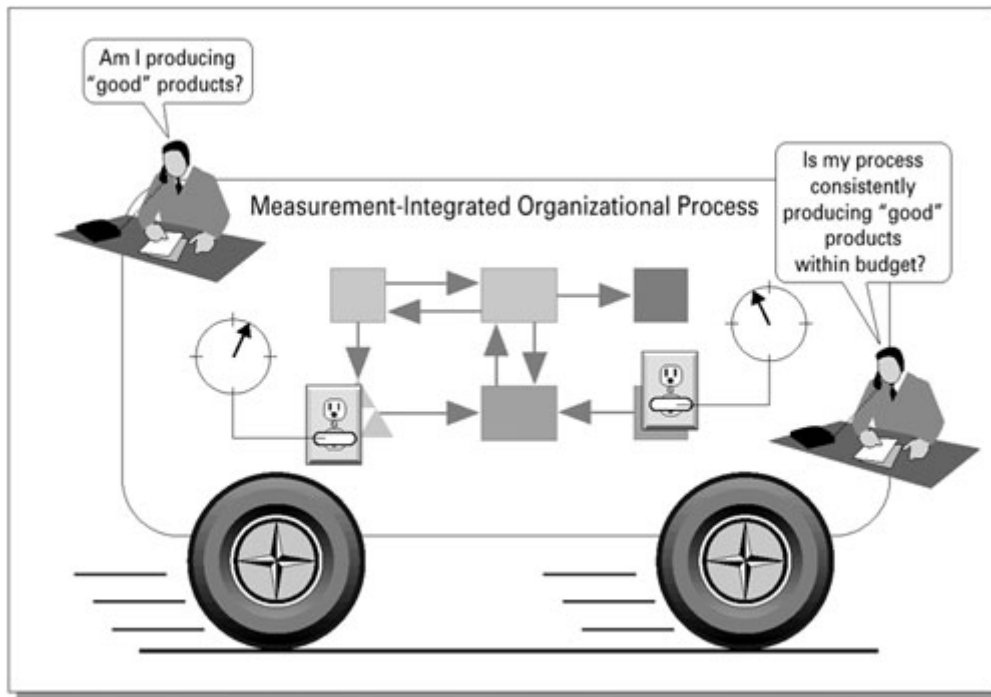 Am I producing
“good” products?
Is my process
consistently
producing “good”
products
within budget?
Measurement-Integrated Organizational Process